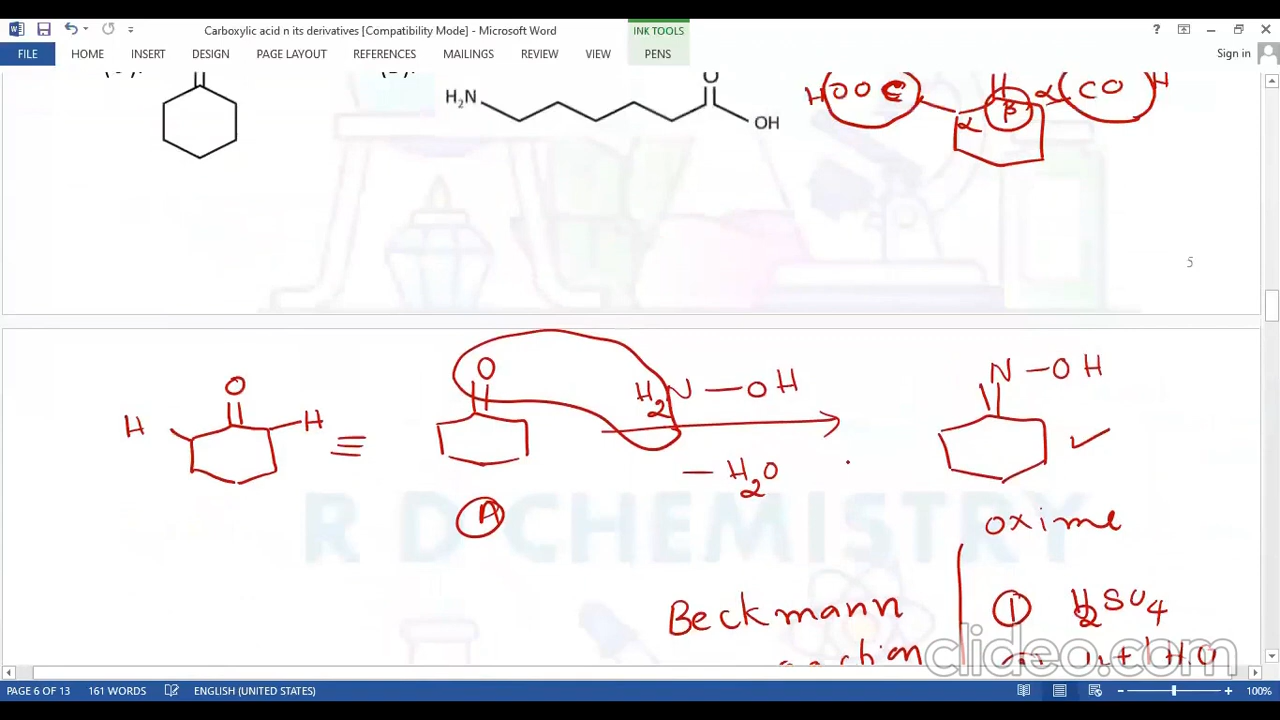 Carboxylic acid n its derivatives [Compatibility Mode] - Microsoft Word
INK TOOLS
FILE HOME INSERT DESIGN PAGE LAYOUT REFERENCES MAILINGS REVIEW VIEW PENS
Sign in
H₂N O OH
HOOC α β α COOH
5
O
H H ≡
O
H₂N — OH
— H₂O
N — OH
A
oxime
R D CHEMISTRY
Beckmann
① H₂SO₄
clideo.com
PAGE 6 OF 13 161 WORDS ENGLISH (UNITED STATES) 100%